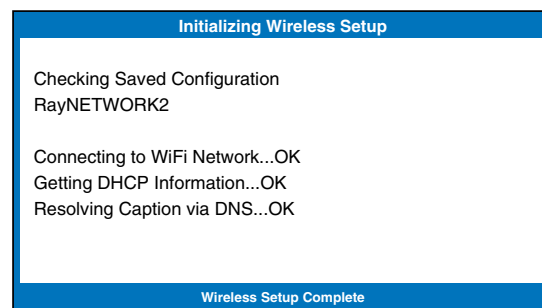 Initializing Wireless Setup
Checking Saved Configuration
RayNETWORK2
Connecting to WiFi Network...OK
Getting DHCP Information...OK
Resolving Caption via DNS...OK
Wireless Setup Complete